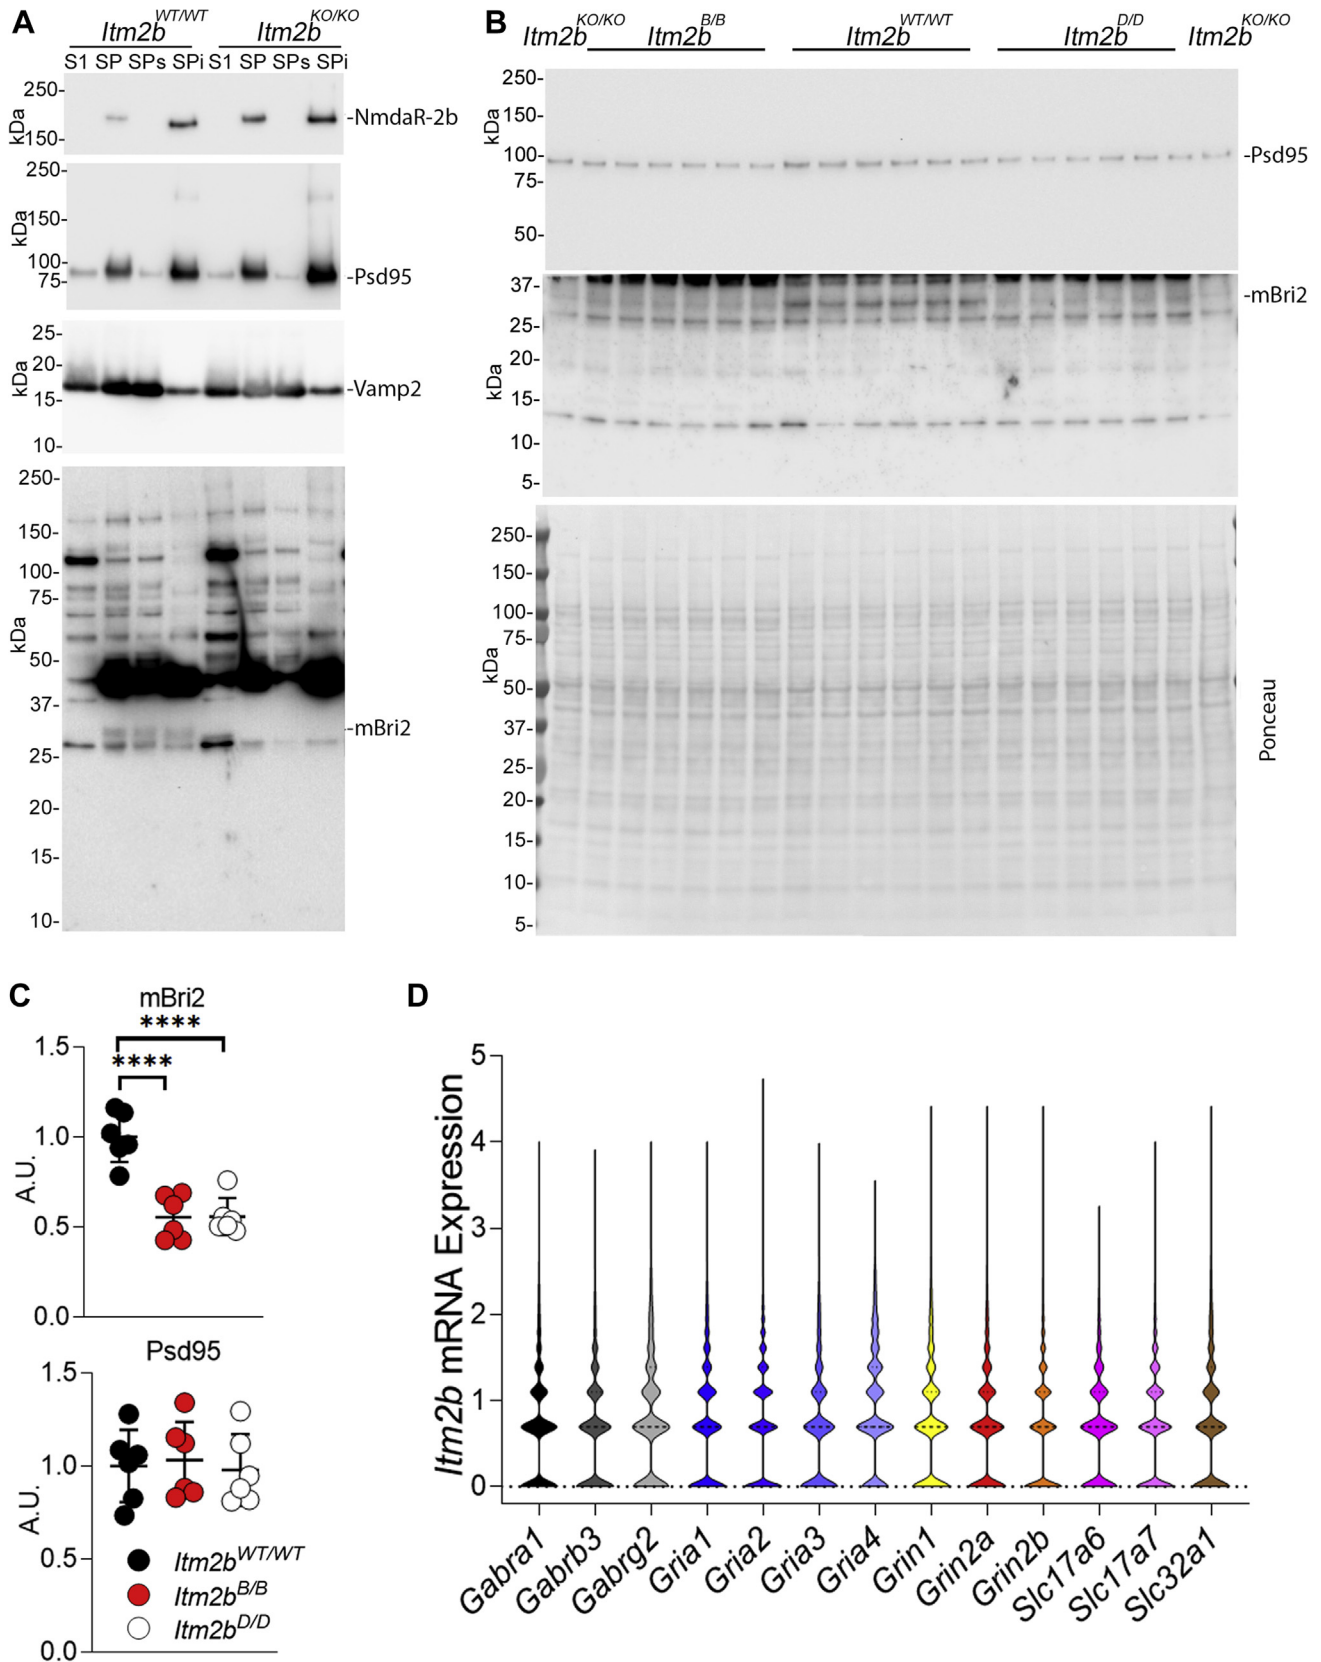 A
Itm2b WT/WT Itm2b KO/KO
S1 SP SPs SPi S1 SP SPs SPi
250-
150-
kDa
-NmdaR-2b
250-
150-
100-
75-
kDa
-Psd95
25-
20-
15-
10-
kDa
-Vamp2
250-
150-
100-
75-
50-
37-
25-
20-
15-
10-
kDa
-mBri2
B
Itm2b KO/KO Itm2b B/B Itm2b WT/WT Itm2b D/D Itm2b KO/KO
250-
150-
100-
75-
50-
kDa
-Psd95
37-
25-
20-
15-
10-
5-
kDa
-mBri2
250-
150-
100-
75-
50-
37-
25-
20-
15-
10-
5-
kDa
Ponceau
C
mBri2
****
****
1.5
1.0
0.5
0.0
A.U.
Psd95
1.5
1.0
0.5
0.0
A.U.
Itm2b WT/WT
Itm2b B/B
Itm2b D/D
D
Itm2b mRNA Expression
5
4
3
2
1
0
Gabra1
Gabrb3
Gabrg2
Gria1
Gria2
Gria3
Gria4
Grin1
Grin2a
Grin2b
Slc17a6
Slc17a7
Slc32a1